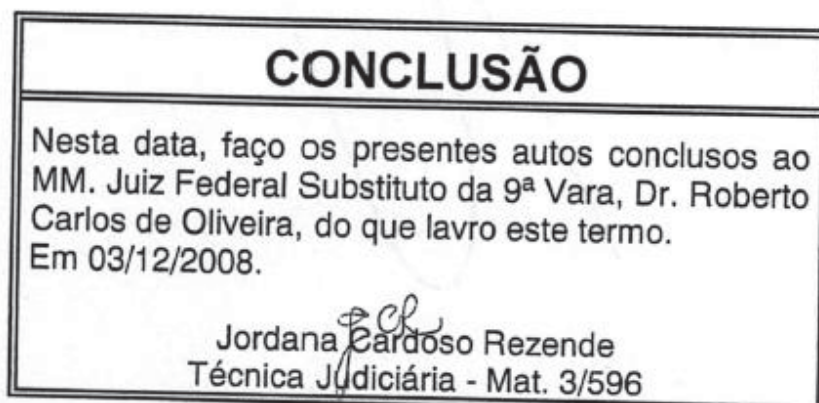 CONCLUSÃO
Nesta data, faço os presentes autos conclusos ao
MM. Juiz Federal Substituto da 9ª Vara, Dr. Roberto
Carlos de Oliveira, do que lavro este termo.
Em 03/12/2008.
Jordana Cardoso Rezende
Técnica Judiciária - Mat. 3/596